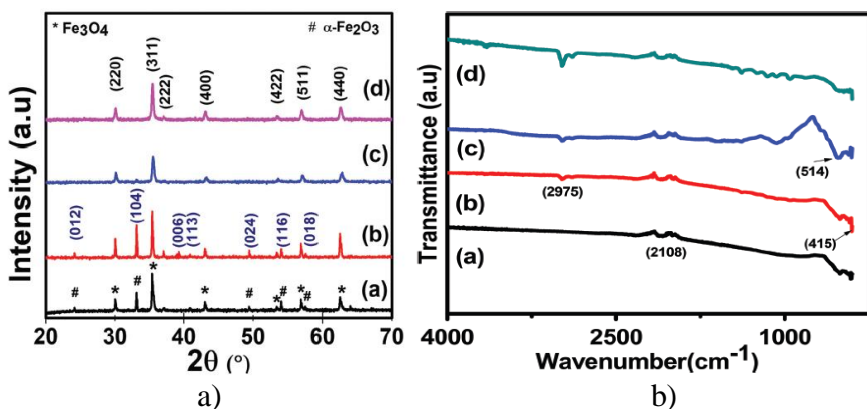 * Fe3O4
# α-Fe2O3
(220)
(311)
(222)
(400)
(422)
(511)
(440)
(d)
(c)
(012)
(104)
(006)
(113)
(024)
(116)
(018)
(b)
# * # * * # * # * # *
(a)
20 30 40 50 60 70
2θ (°)
Intensity (a.u)
a)
(d)
(c)
(514)
(b)
(2975)
(415)
(a)
(2108)
4000 2500 1000
Wavenumber(cm-1)
Transmittance (a.u)
b)